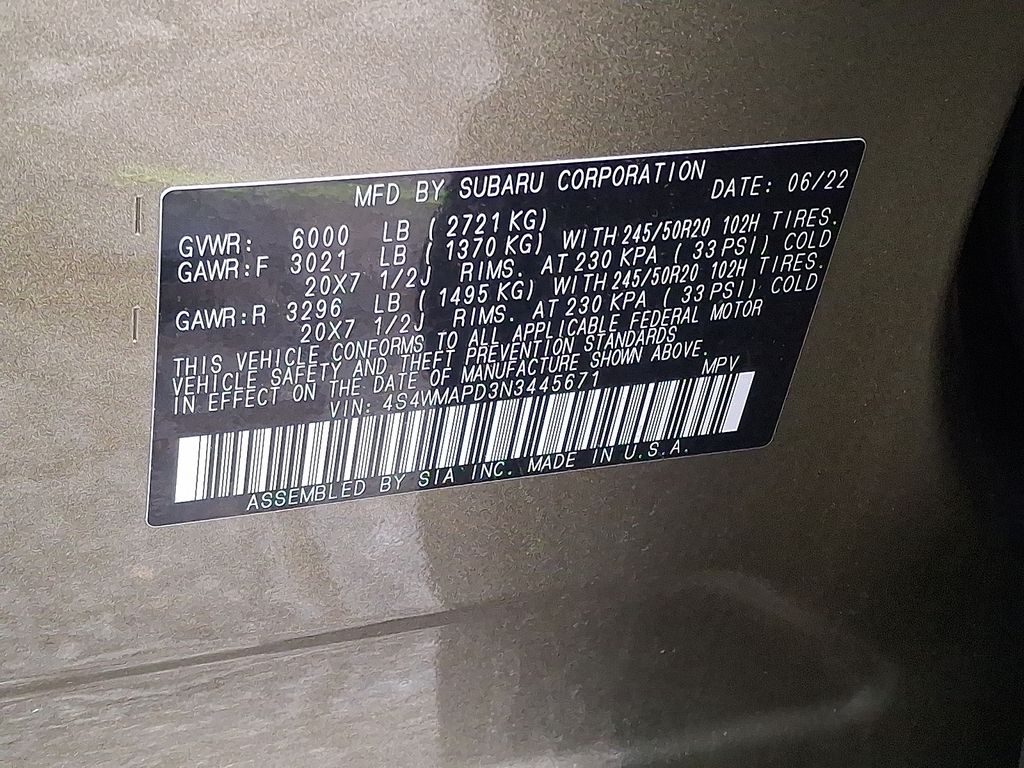 MFD BY SUBARU CORPORATION DATE: 06/22
GVWR: 6000 LB ( 2721 KG)
GAWR:F 3021 LB ( 1370 KG) WITH 245/50R20 102H TIRES.
20X7 1/2J RIMS. AT 230 KPA ( 33 PSI) COLD
GAWR:R 3296 LB ( 1495 KG) WITH 245/50R20 102H TIRES.
20X7 1/2J RIMS. AT 230 KPA ( 33 PSI) COLD
THIS VEHICLE CONFORMS TO ALL APPLICABLE FEDERAL MOTOR
VEHICLE SAFETY AND THEFT PREVENTION STANDARDS
IN EFFECT ON THE DATE OF MANUFACTURE SHOWN ABOVE.
VIN: 4S4WMAPD3N3445671 MPV
ASSEMBLED BY SIA INC. MADE IN U.S.A.